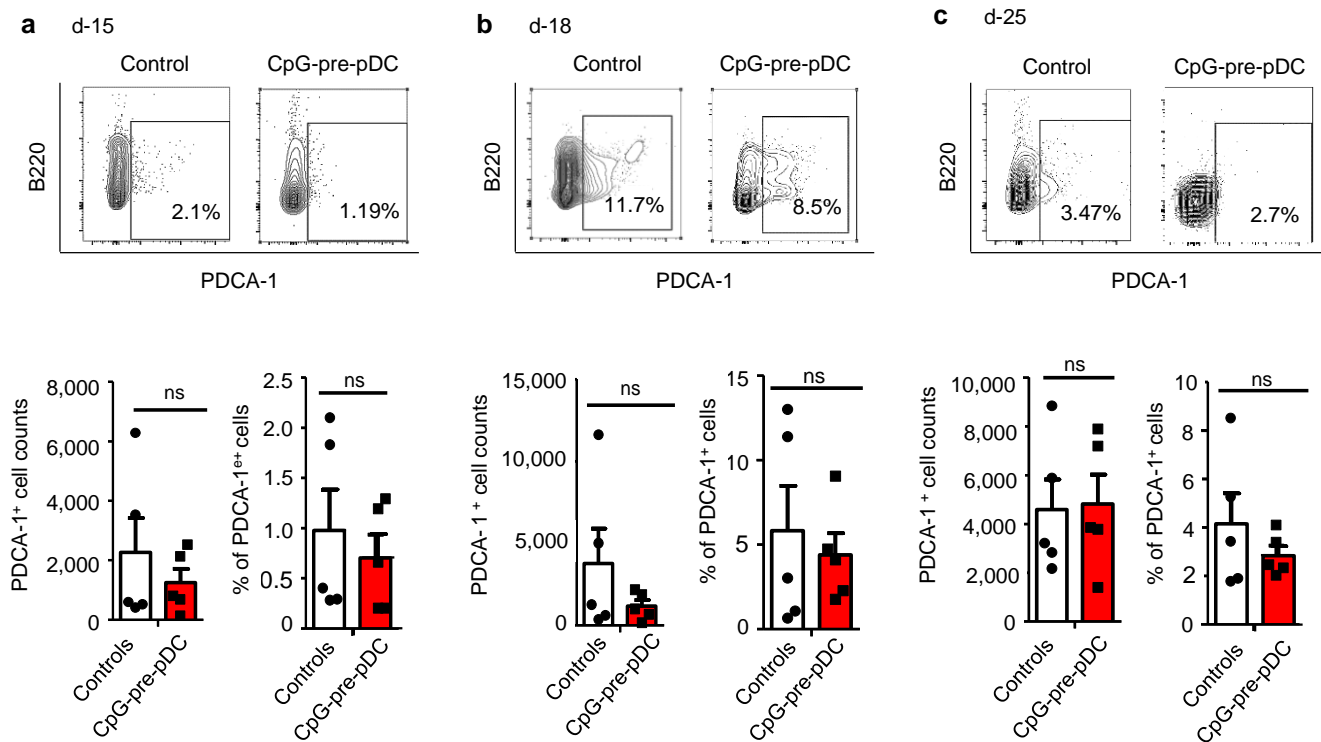 a d-15
Control CpG-pre-pDC
B220
2.1%
1.19%
PDCA-1
b d-18
Control CpG-pre-pDC
B220
11.7%
8.5%
PDCA-1
c d-25
Control CpG-pre-pDC
B220
3.47%
2.7%
PDCA-1
PDCA-1+ cell counts
8,000
6,000
4,000
2,000
0
ns
Controls
CpG-pre-pDC
% of PDCA-1e+ cells
2.5
2.0
1.5
1.0
0.5
0
ns
Controls
CpG-pre-pDC
PDCA-1+ cell counts
15,000
10,000
5,000
0
ns
Controls
CpG-pre-pDC
% of PDCA-1+ cells
15
10
5
0
ns
Controls
CpG-pre-pDC
PDCA-1+ cell counts
10,000
8,000
6,000
4,000
2,000
0
ns
Controls
CpG-pre-pDC
% of PDCA-1+ cells
10
8
6
4
2
0
ns
Controls
CpG-pre-pDC